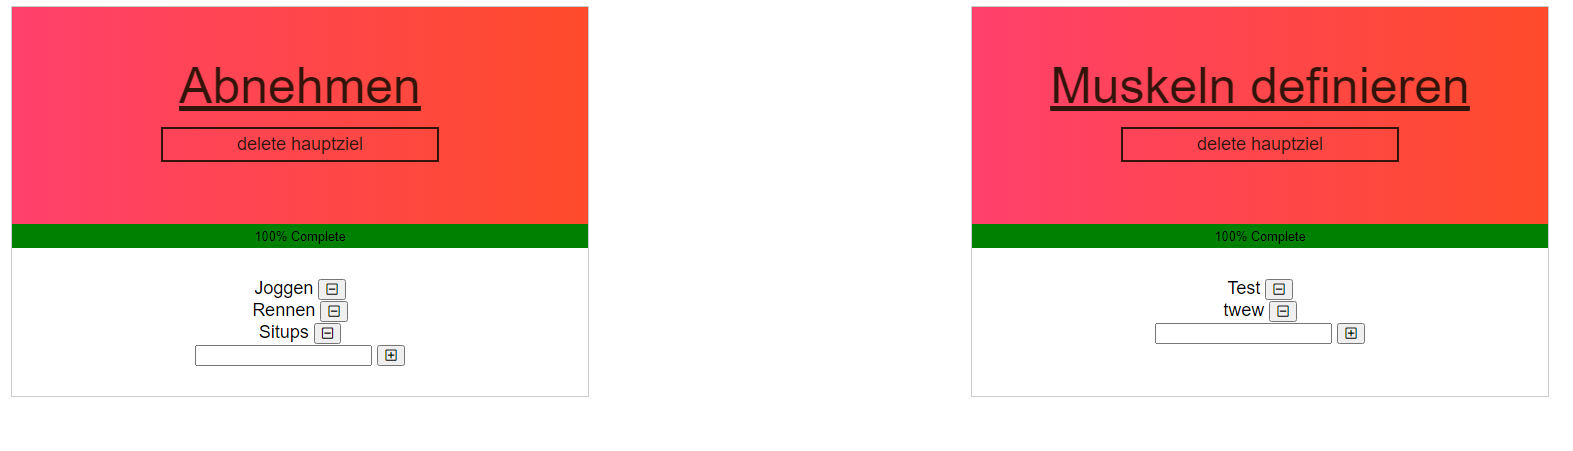 Abnehmen
delete hauptziel
100% Complete
Joggen
Rennen
Situps
Muskeln definieren
delete hauptziel
100% Complete
Test
twew